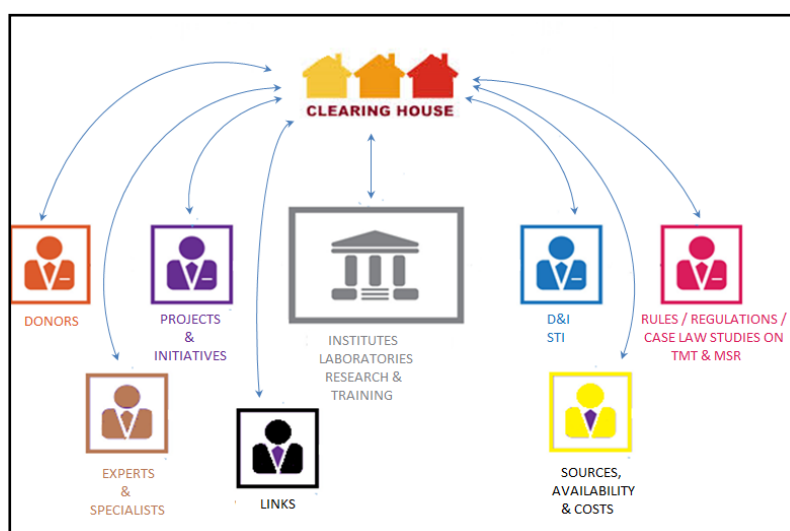 CLEARING HOUSE
DONORS
PROJECTS
&
INITIATIVES
INSTITUTES
LABORATORIES
RESEARCH &
TRAINING
D&I
STI
RULES / REGULATIONS /
CASE LAW STUDIES ON
TMT & MSR
EXPERTS
&
SPECIALISTS
LINKS
SOURCES,
AVAILABILITY
& COSTS